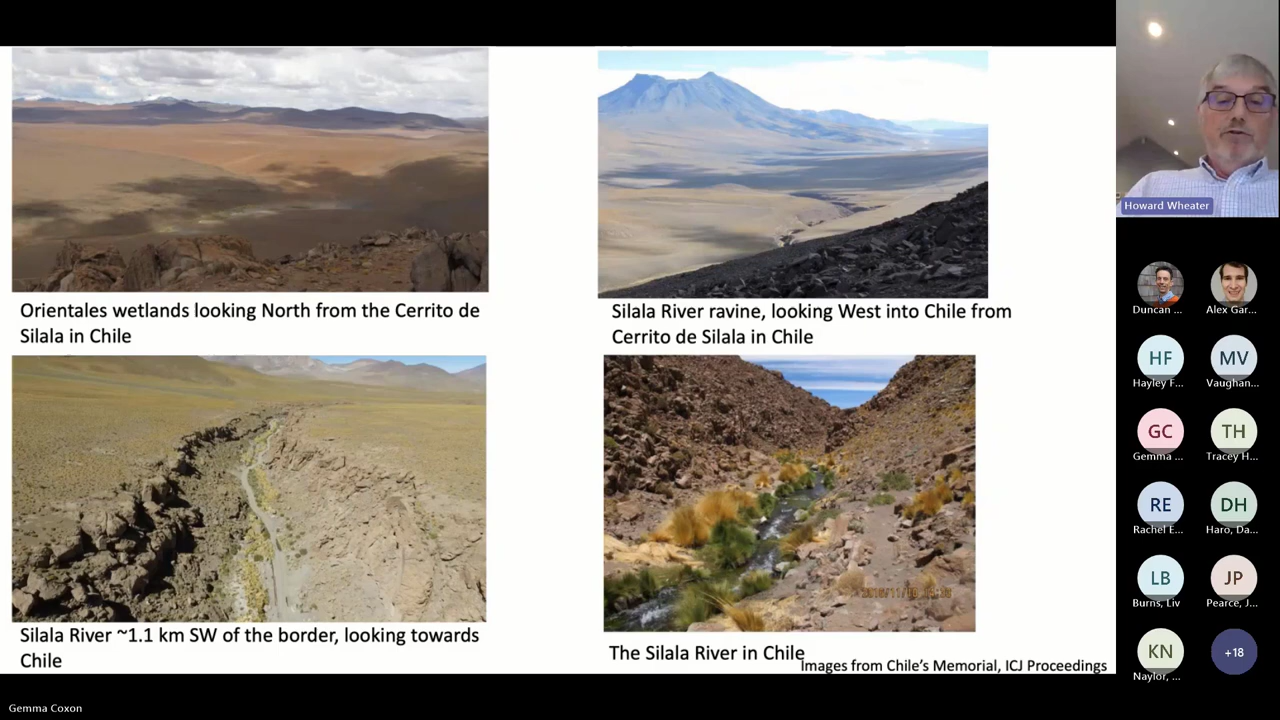 Orientales wetlands looking North from the Cerrito de
Silala in Chile
Silala River ravine, looking West into Chile from
Cerrito de Silala in Chile
Silala River ~1.1 km SW of the border, looking towards
Chile
The Silala River in Chile
Images from Chile's Memorial, ICJ Proceedings
Howard Wheater
Duncan ...
Alex Gar...
HF
MV
Hayley F...
Vaughan...
GC
TH
Gemma ...
Tracey H...
RE
DH
Rachel E...
Haro, Da...
LB
JP
Burns, Liv
Pearce, J...
KN
+18
Naylor, ...
Gemma Coxon